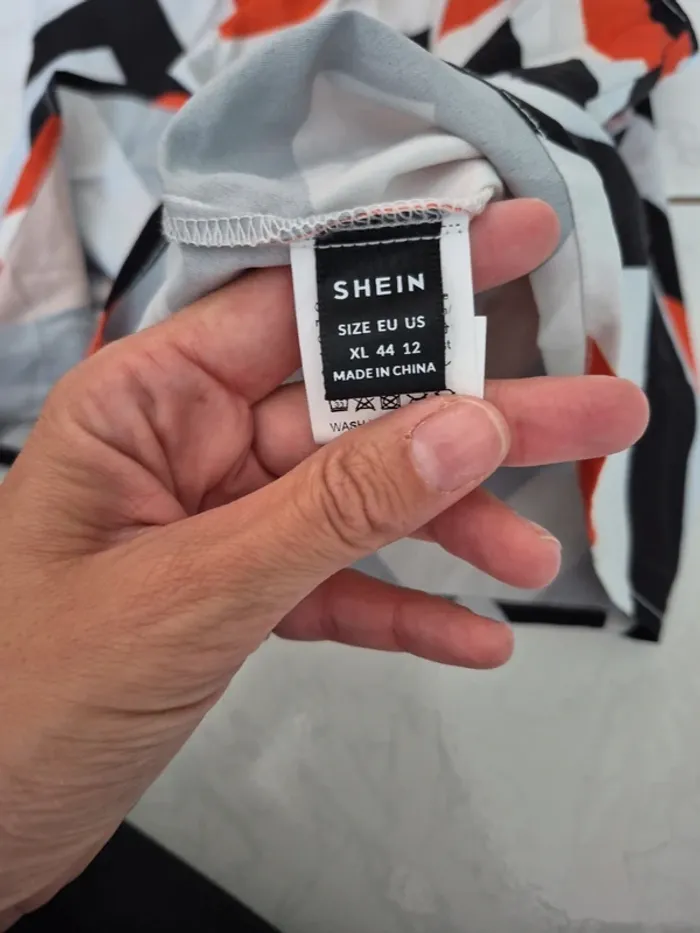 SHEIN
SIZE EU US
XL 44 12
MADE IN CHINA